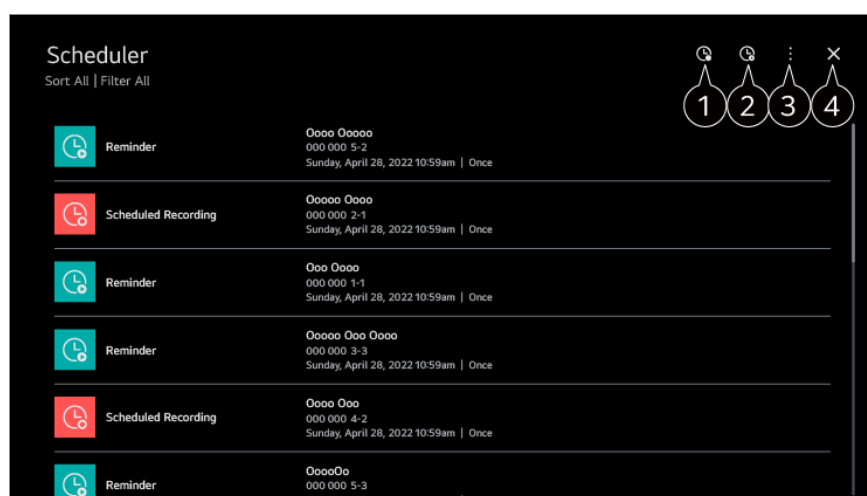 Scheduler
Sort All | Filter All
1 2 3 4
Reminder
Oooo Ooooo
000 000 5-2
Sunday, April 28, 2022 10:59am | Once
Scheduled Recording
Ooooo Oooo
000 000 2-1
Sunday, April 28, 2022 10:59am | Once
Reminder
Ooo Oooo
000 000 1-1
Sunday, April 28, 2022 10:59am | Once
Reminder
Ooooo Ooo Oooo
000 000 3-3
Sunday, April 28, 2022 10:59am | Once
Scheduled Recording
Oooo Ooo
000 000 4-2
Sunday, April 28, 2022 10:59am | Once
Reminder
OoooOo
000 000 5-3